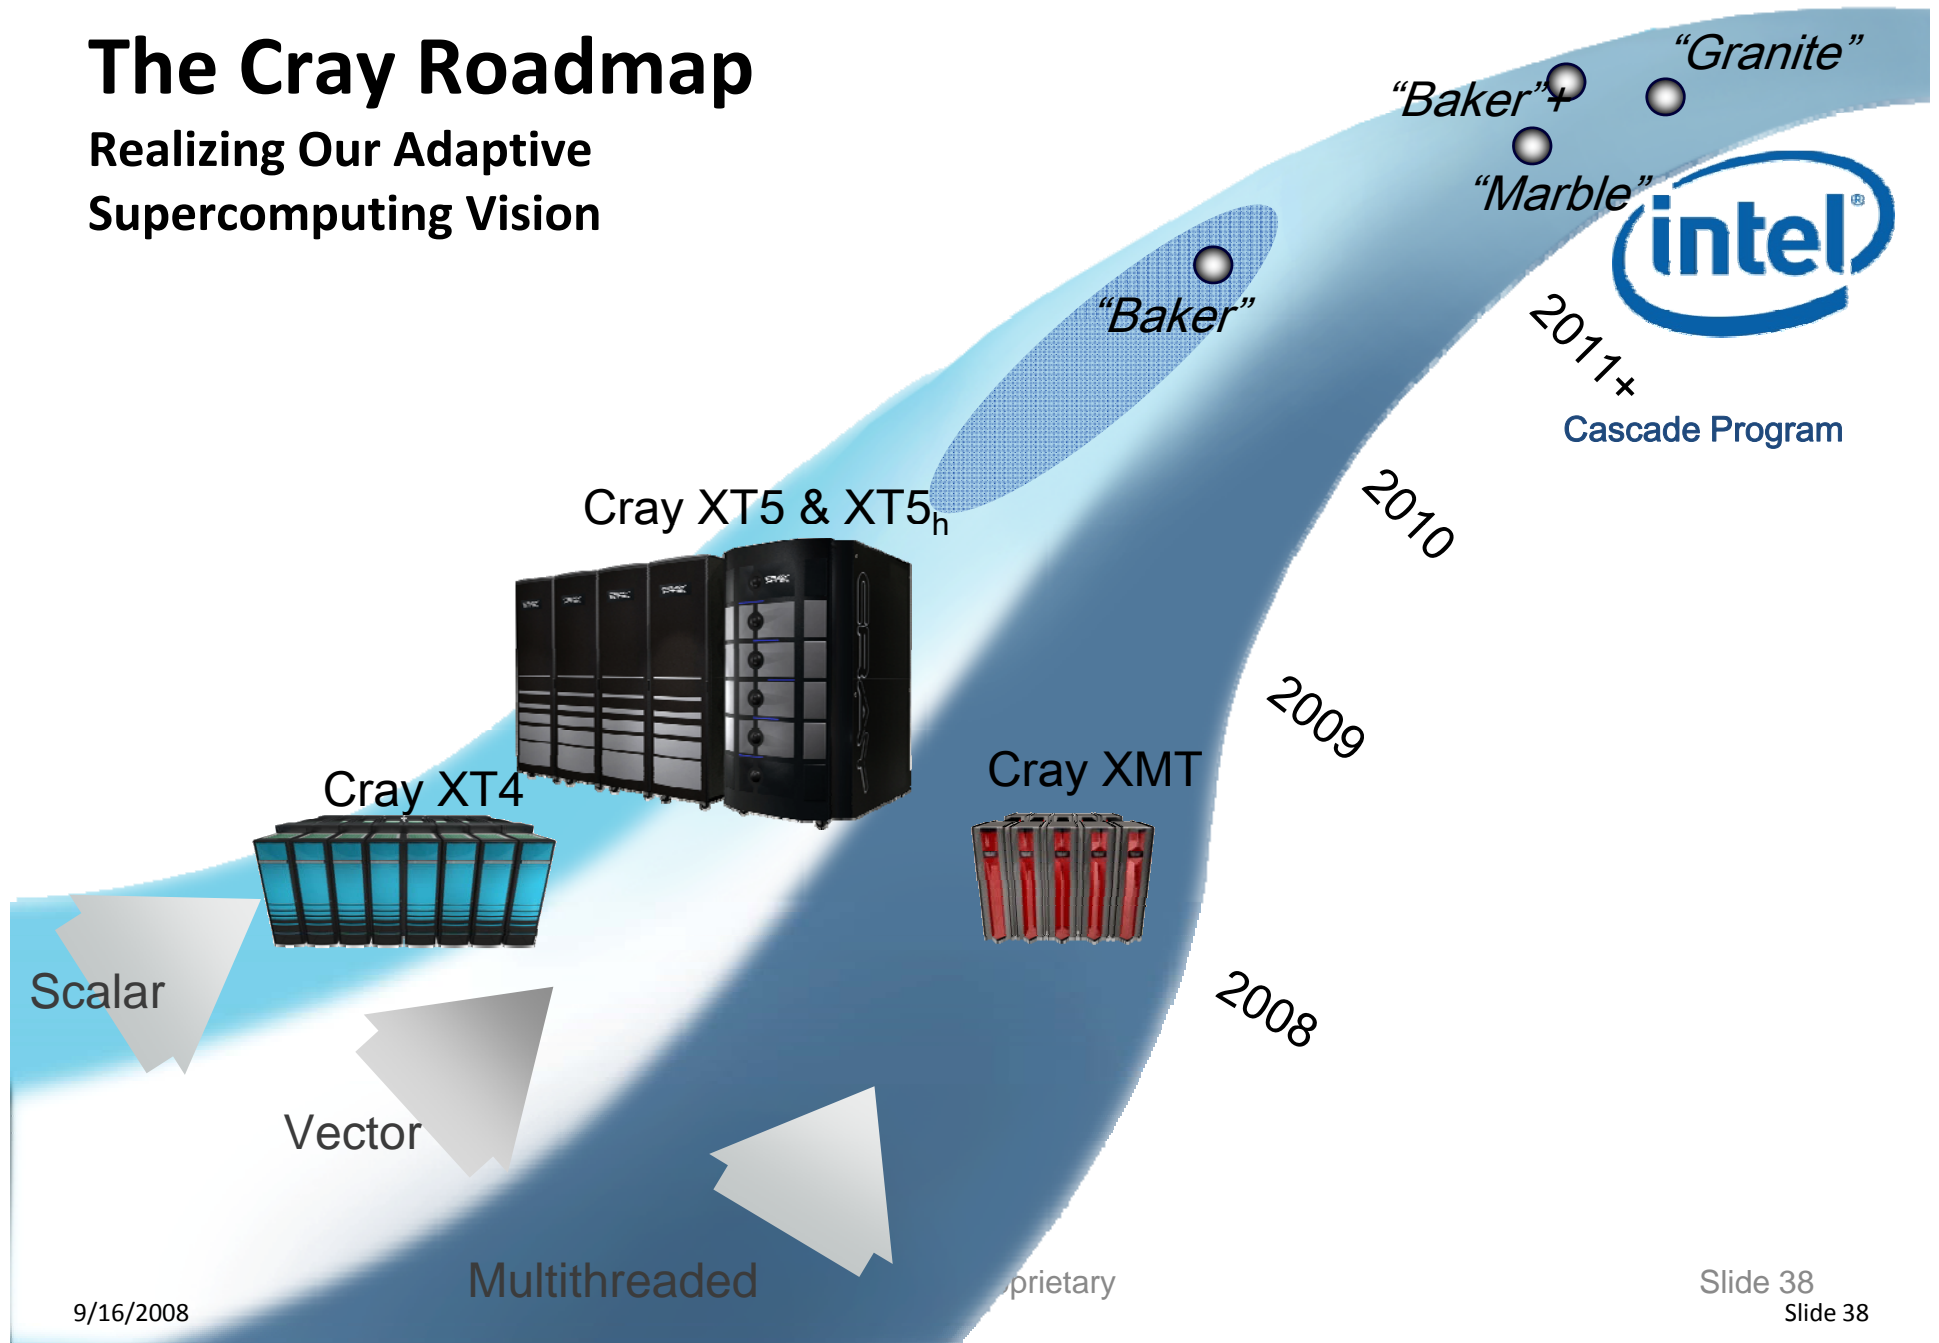 The Cray Roadmap
Realizing Our Adaptive
Supercomputing Vision
“Granite”
“Baker”+
“Marble”
intel®
“Baker”
2011+
Cascade Program
2010
Cray XT5 & XT5h
2009
Cray XMT
Cray XT4
Scalar
2008
Vector
Multithreaded
oprietary
Slide 38
9/16/2008
Slide 38